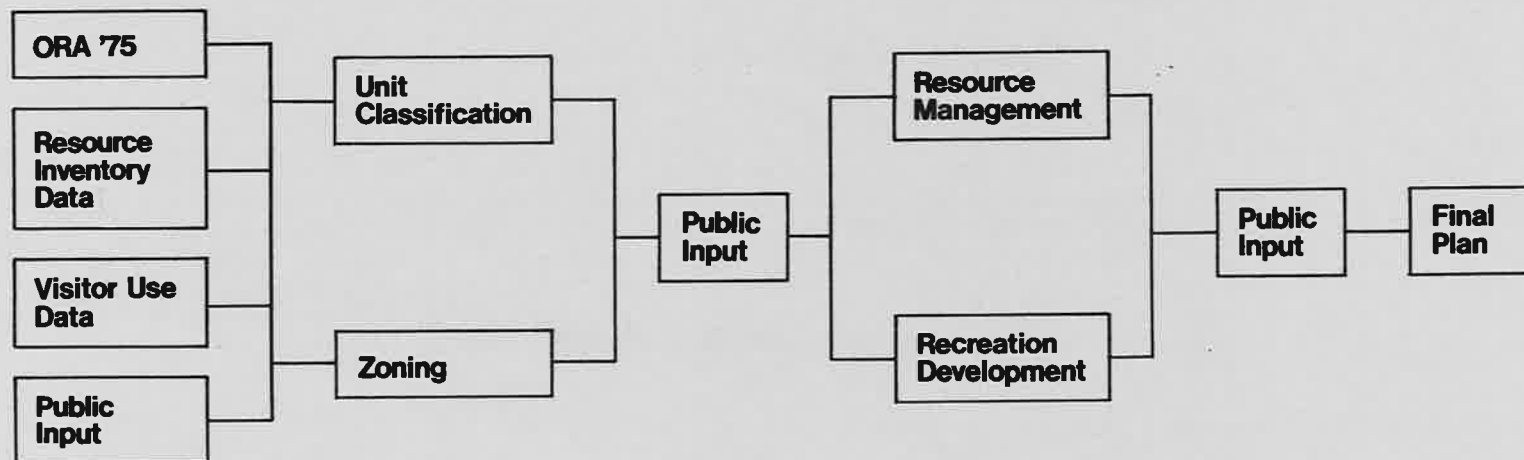 ORA '75
Resource
Inventory
Data
Visitor Use
Data
Public
Input
Unit
Classification
Zoning
Public
Input
Resource
Management
Recreation
Development
Public
Input
Final
Plan